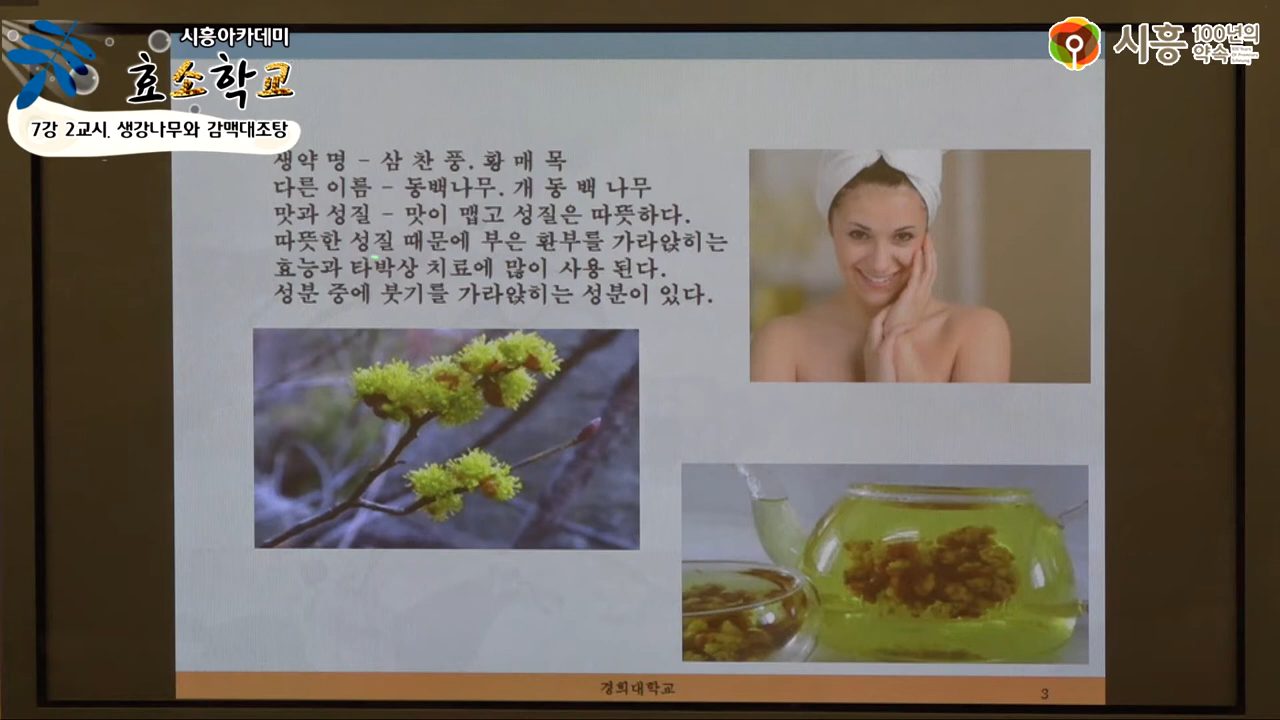 시흥아카데미
효소학교
7강 2교시. 생강나무와 감맥대조탕
시흥 100년의 약속
생약 명 - 삼 찬 풍. 황 매 목
다른 이름 - 동백나무. 개 동 백 나무
맛과 성질 - 맛이 맵고 성질은 따뜻하다.
따뜻한 성질 때문에 부은 환부를 가라앉히는
효능과 타박상 치료에 많이 사용 된다.
성분 중에 붓기를 가라앉히는 성분이 있다.
경희대학교
3